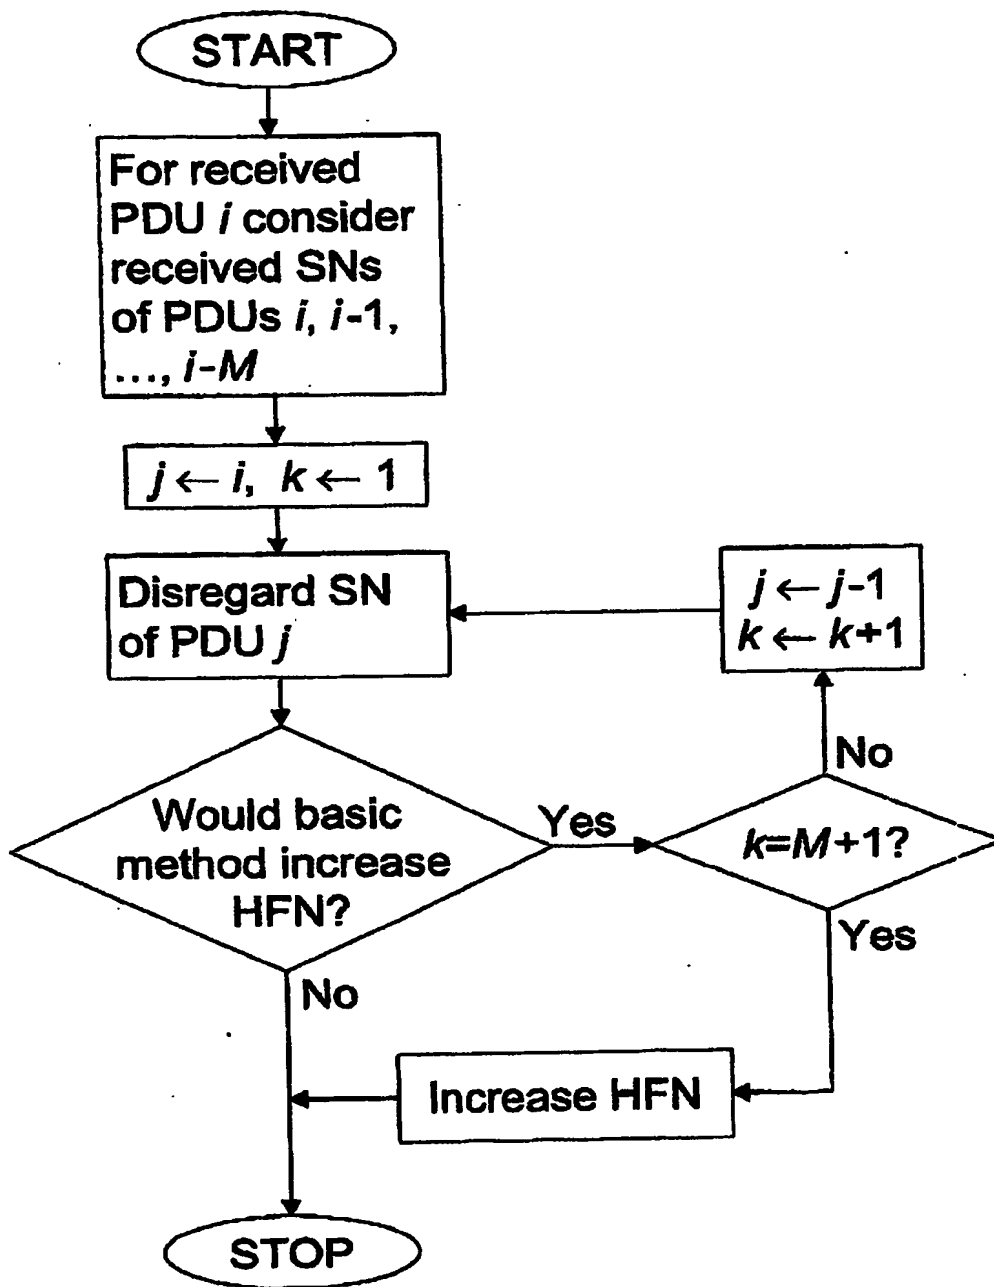 START
For received
PDU i consider
received SNs
of PDUs i, i-1,
..., i-M
j ← i, k ← 1
Disregard SN
of PDU j
j ← j-1
k ← k+1
Would basic
method increase
HFN?
Yes
No
k=M+1?
Yes
No
Increase HFN
STOP